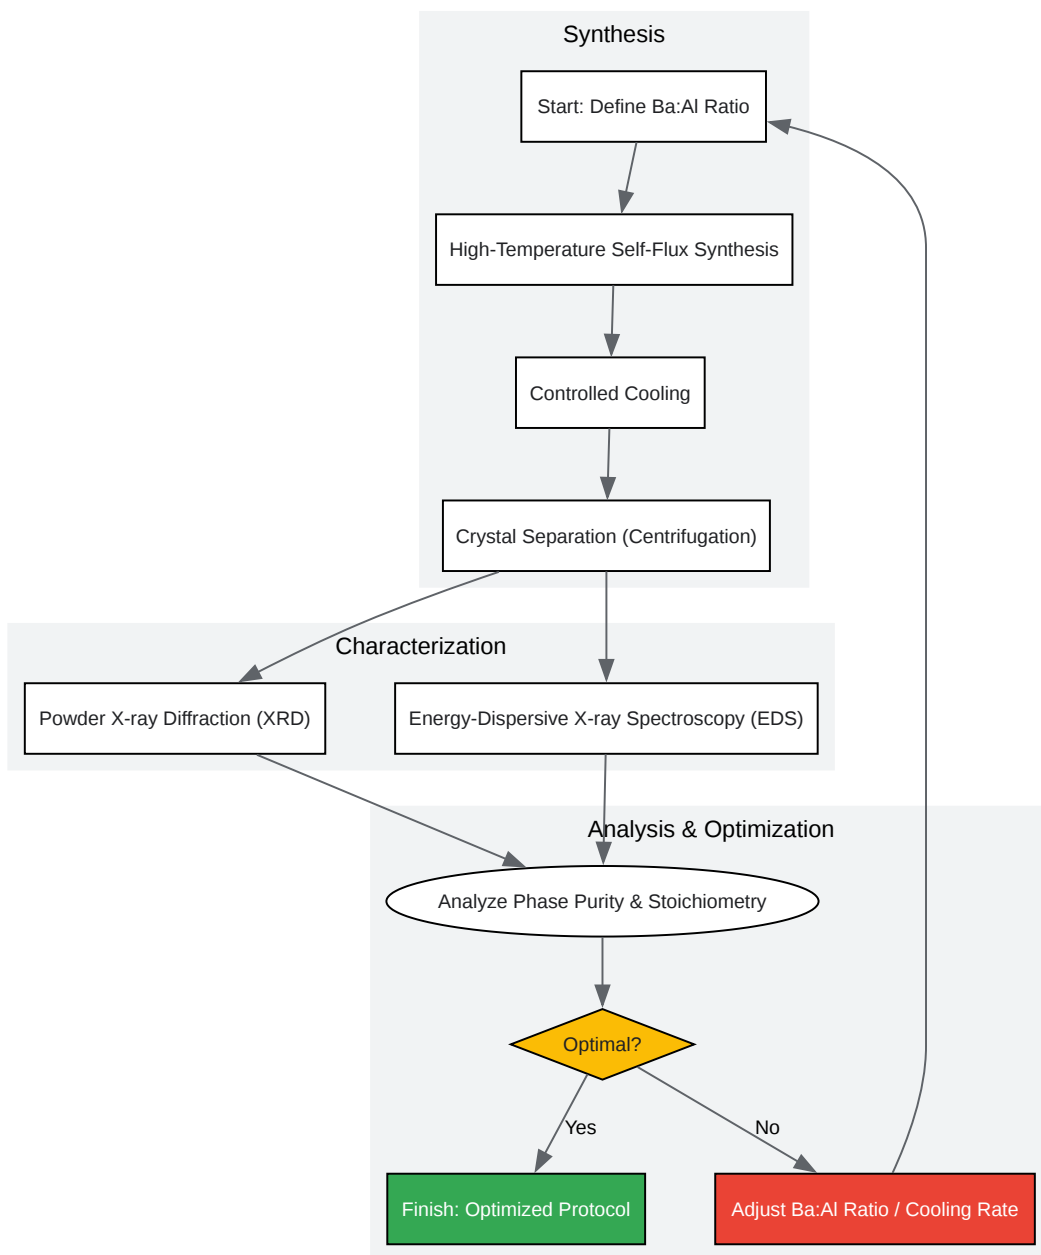 Synthesis
Start: Define Ba:Al Ratio
High-Temperature Self-Flux Synthesis
Controlled Cooling
Crystal Separation (Centrifugation)
Characterization
Powder X-ray Diffraction (XRD)
Energy-Dispersive X-ray Spectroscopy (EDS)
Analysis & Optimization
Analyze Phase Purity & Stoichiometry
Optimal?
Yes
No
Finish: Optimized Protocol
Adjust Ba:Al Ratio / Cooling Rate